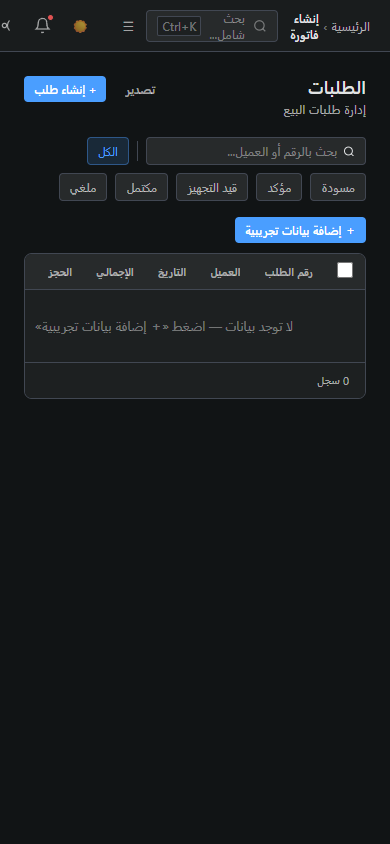 الرئيسية › إنشاء فاتورة
بحث شامل... Ctrl+K
☰
الطلبات
إدارة طلبات البيع
تصدير
+ إنشاء طلب
بحث بالرقم أو العميل...
الكل
مسودة
مؤكد
قيد التجهيز
مكتمل
ملغي
+ إضافة بيانات تجريبية
رقم الطلب العميل التاريخ الإجمالي الحجز
لا توجد بيانات — اضغط «+ إضافة بيانات تجريبية»
0 سجل